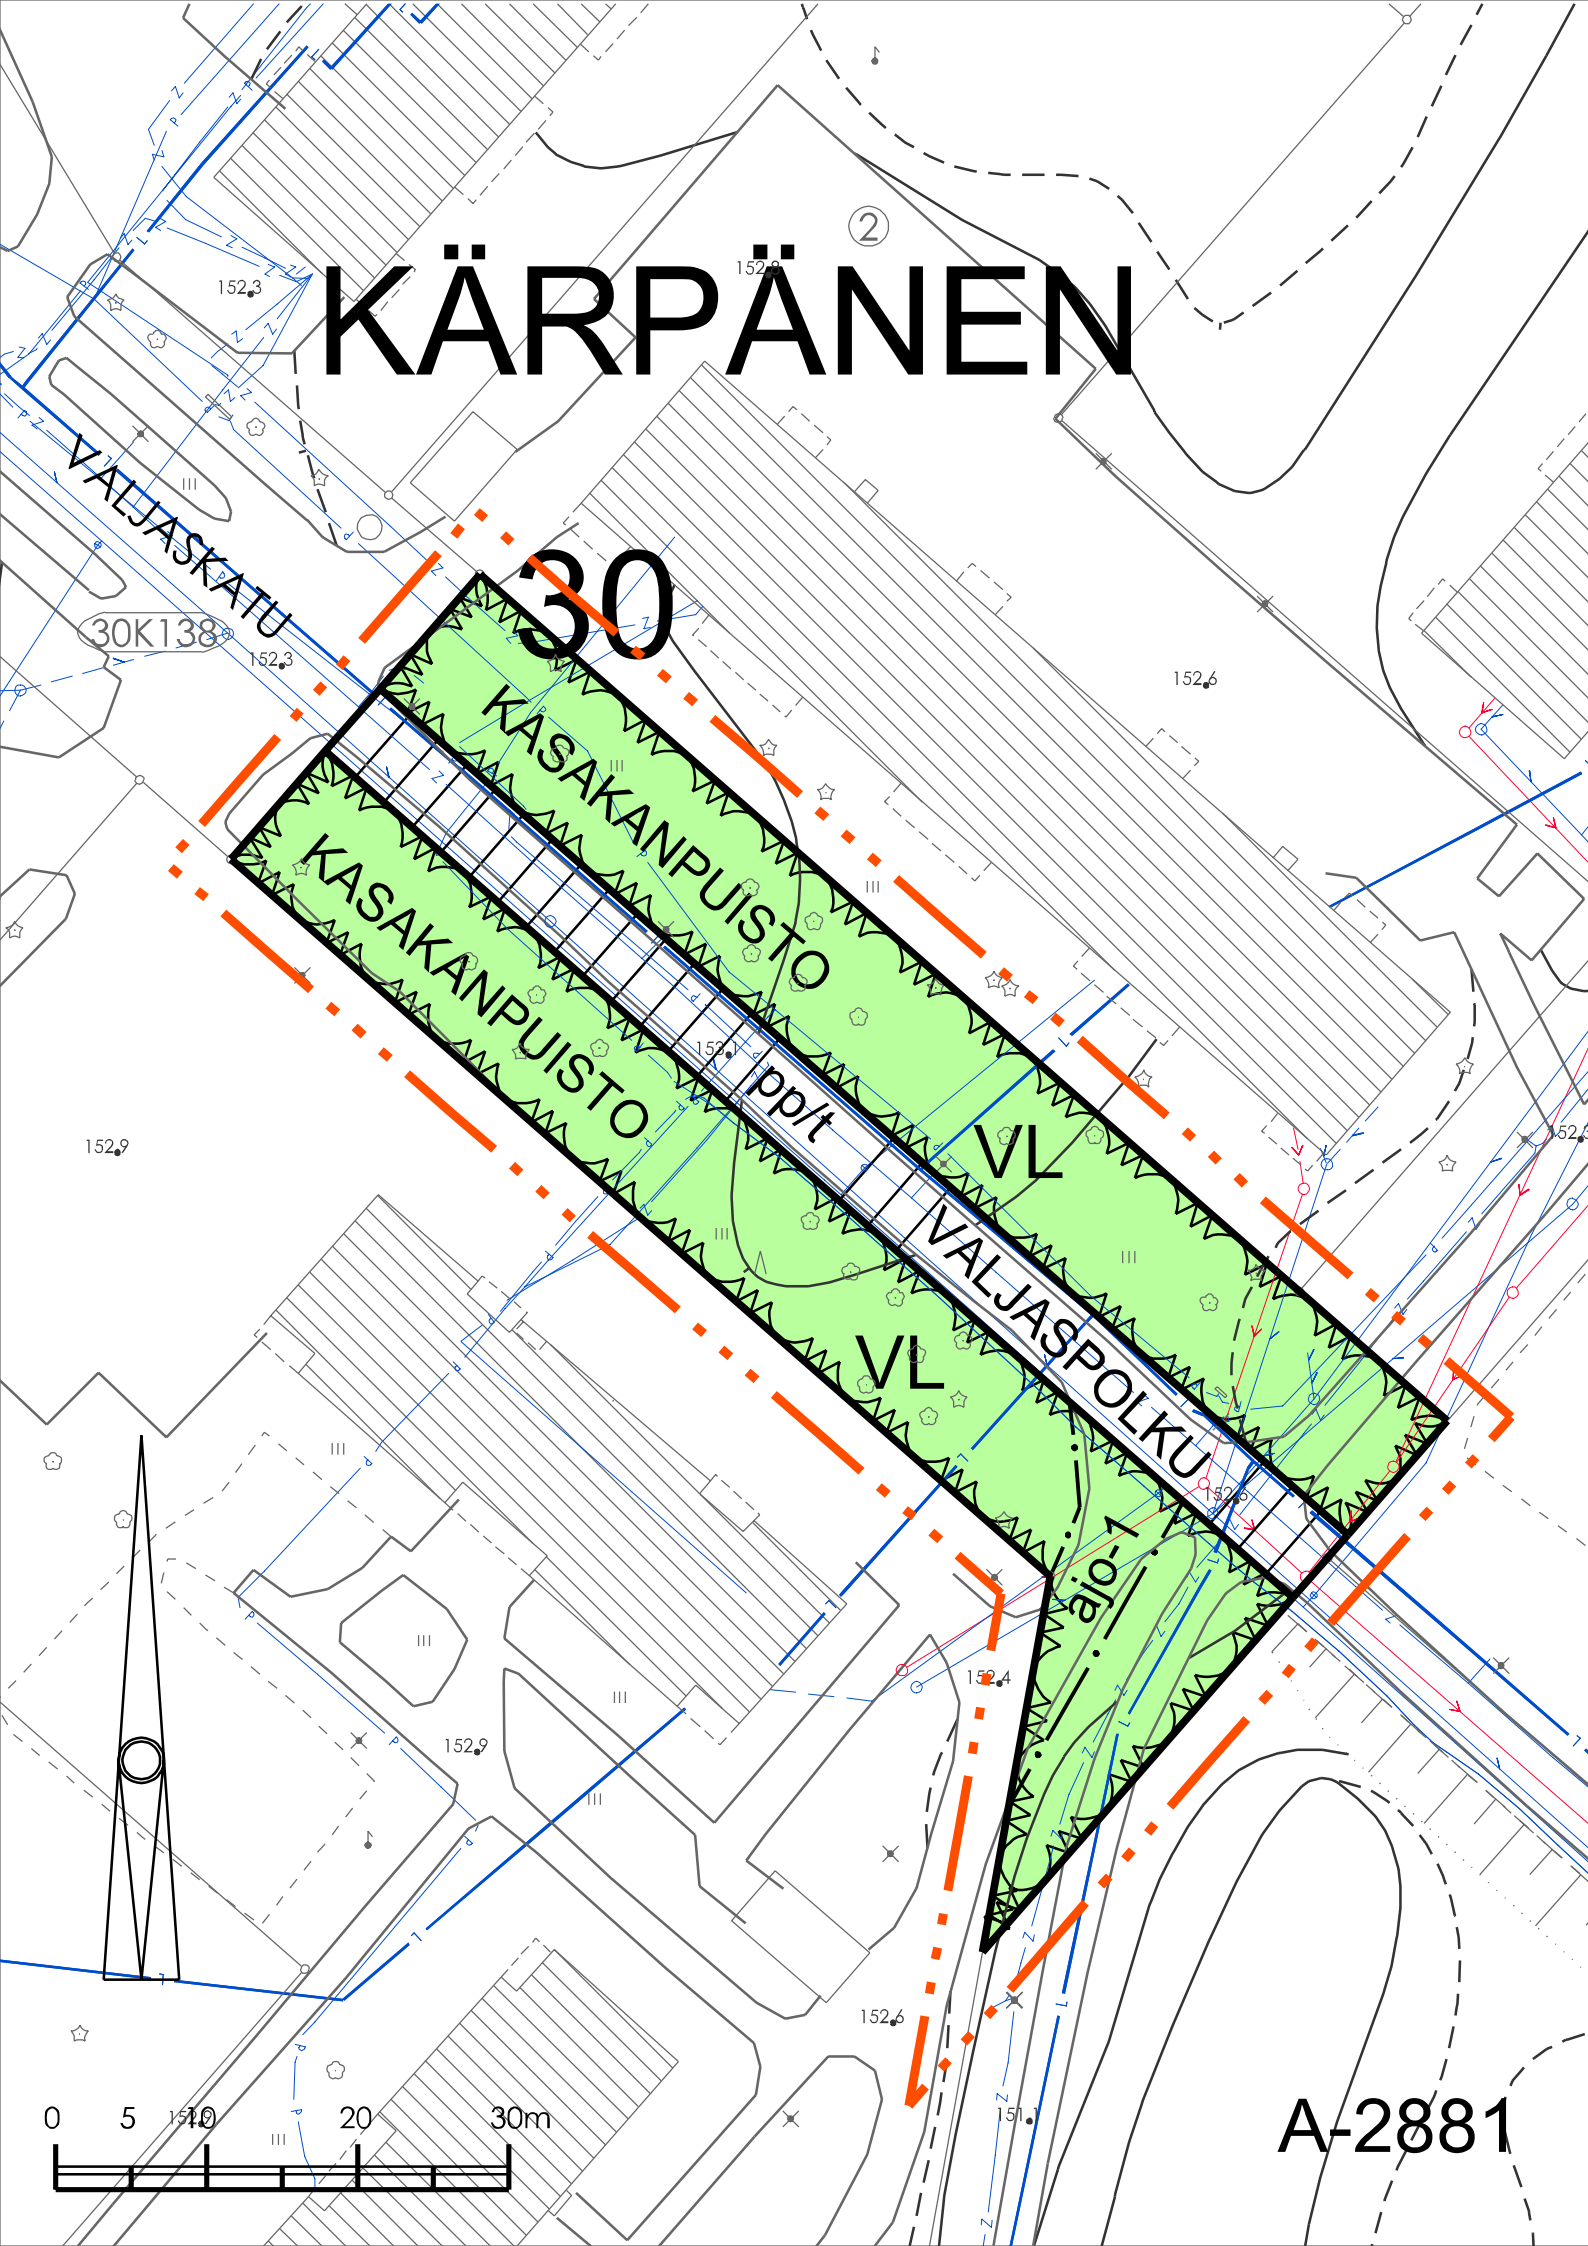 2
KÄRPÄNEN
152.8
152.3
VALJASKATU
30
30K138
152.3
152.6
KASAKANPUISTO
KASAKANPUISTO
153.1
pp/t
VL
152.9
VALJASPOLKU
VL
152.5
ajo-1
152.4
152.9
152.6
151.1
A-2881
0 5 10 20 30m